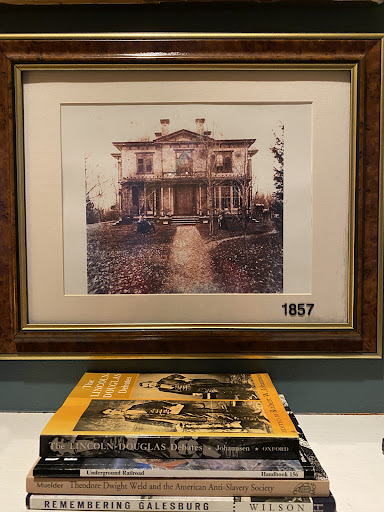 1857
The
LINCOLN-
DOUGLAS
Debates
The LINCOLN-DOUGLAS Debates • Johannsen • OXFORD
Underground Railroad Handbook 156
Muelder Theodore Dwight Weld and the American Anti-Slavery Society
REMEMBERING GALESBURG WILSON